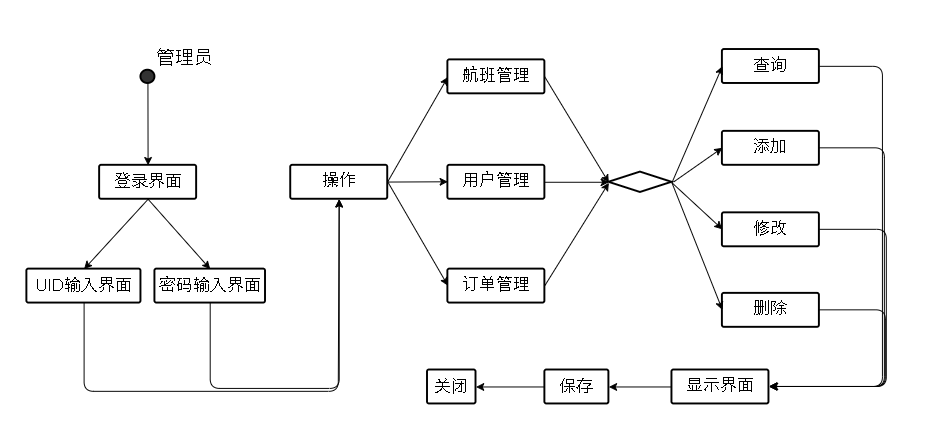 管理员
登录界面
UID输入界面
密码输入界面
操作
航班管理
用户管理
订单管理
查询
添加
修改
删除
显示界面
保存
关闭